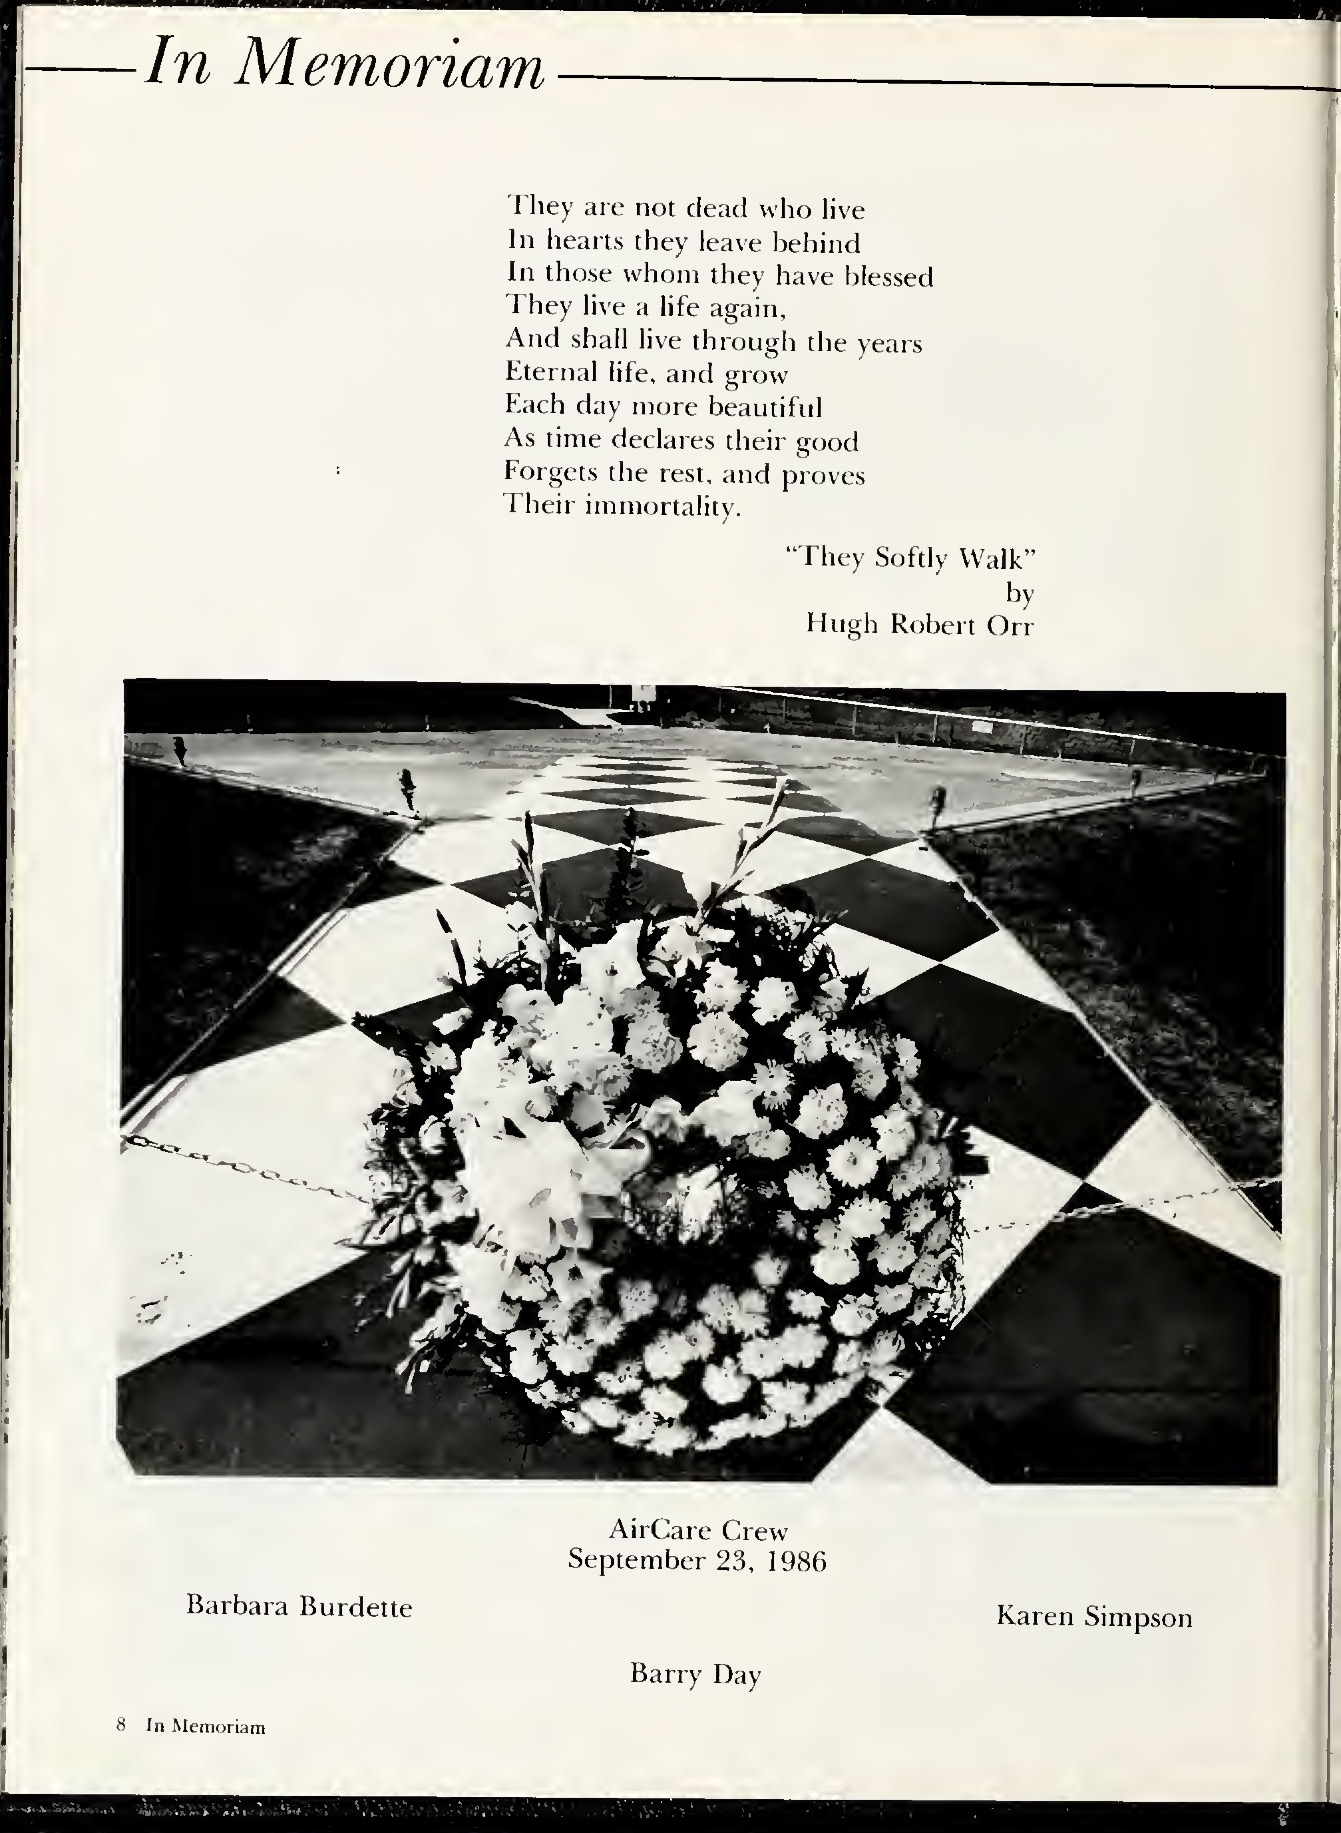 In Memoriam
They are not dead who live
In hearts they leave behind
In those whom they have blessed
They live a life again,
And shall live through the years
Eternal life, and grow
Each day more beautiful
As time declares their good
Forgets the rest, and proves
Their immortality.
“They Softly Walk”
by
Hugh Robert Orr
AirCare Crew
September 23, 1986
Barbara Burdette
Karen Simpson
Barry Day
8 In Memoriam